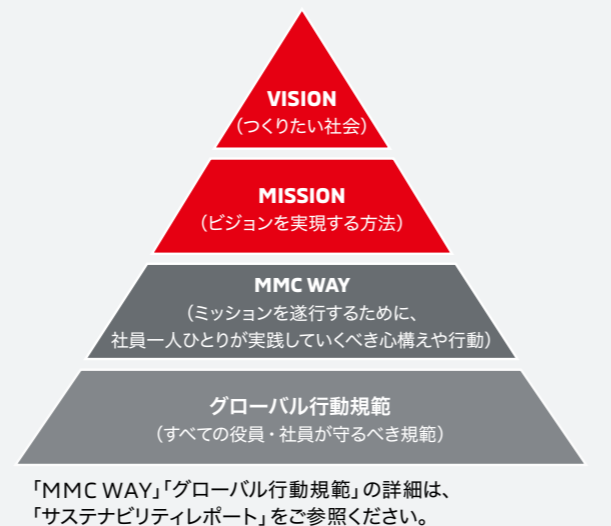 VISION
（つくりたい社会）
MISSION
（ビジョンを実現する方法）
MMC WAY
（ミッションを遂行するために、
社員一人ひとりが実践していくべき心構えや行動）
グローバル行動規範
（すべての役員・社員が守るべき規範）
「MMC WAY」「グローバル行動規範」の詳細は、
「サステナビリティレポート」をご参照ください。